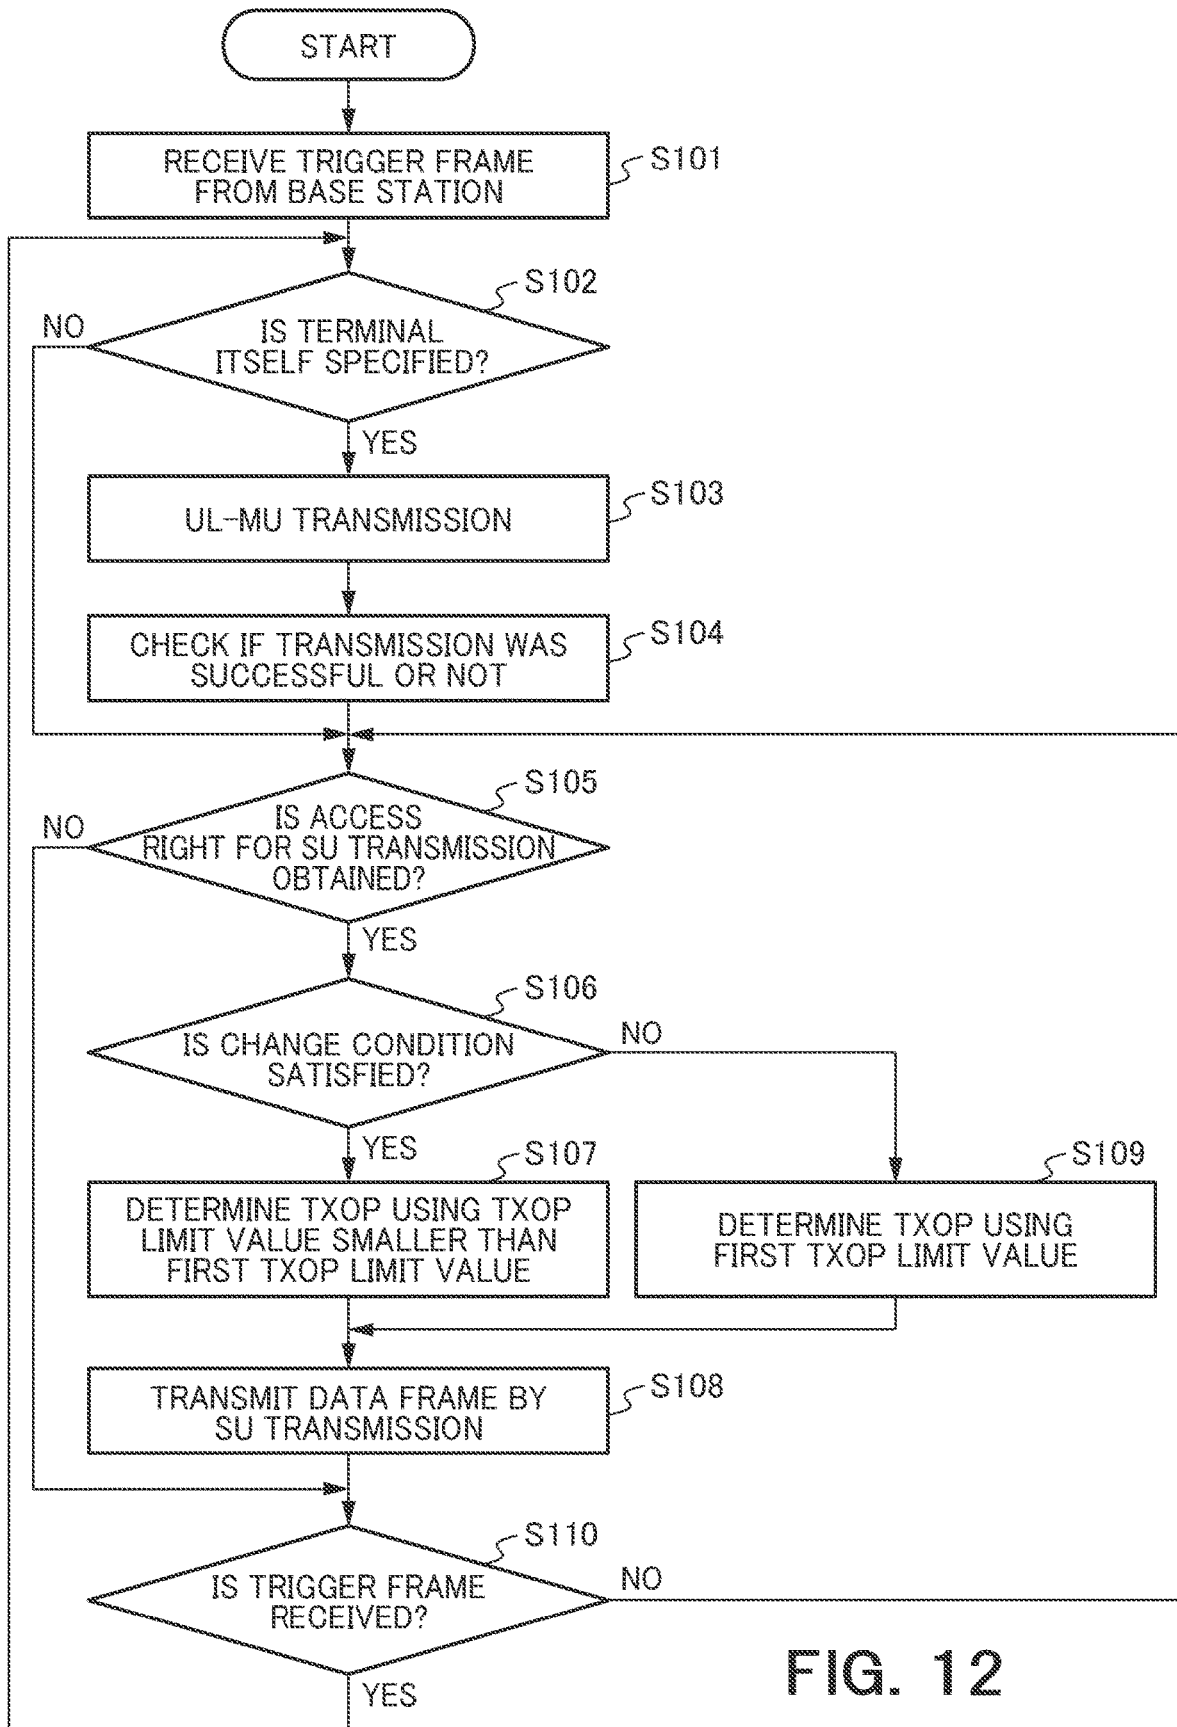 START
RECEIVE TRIGGER FRAME
FROM BASE STATION
S101
S102
NO
IS TERMINAL
ITSELF SPECIFIED?
YES
S103
UL-MU TRANSMISSION
S104
CHECK IF TRANSMISSION WAS
SUCCESSFUL OR NOT
S105
NO
IS ACCESS
RIGHT FOR SU TRANSMISSION
OBTAINED?
YES
S106
NO
IS CHANGE CONDITION
SATISFIED?
YES
S107
S109
DETERMINE TXOP USING TXOP
LIMIT VALUE SMALLER THAN
FIRST TXOP LIMIT VALUE
DETERMINE TXOP USING
FIRST TXOP LIMIT VALUE
S108
TRANSMIT DATA FRAME BY
SU TRANSMISSION
S110
NO
IS TRIGGER FRAME
RECEIVED?
YES
FIG. 12